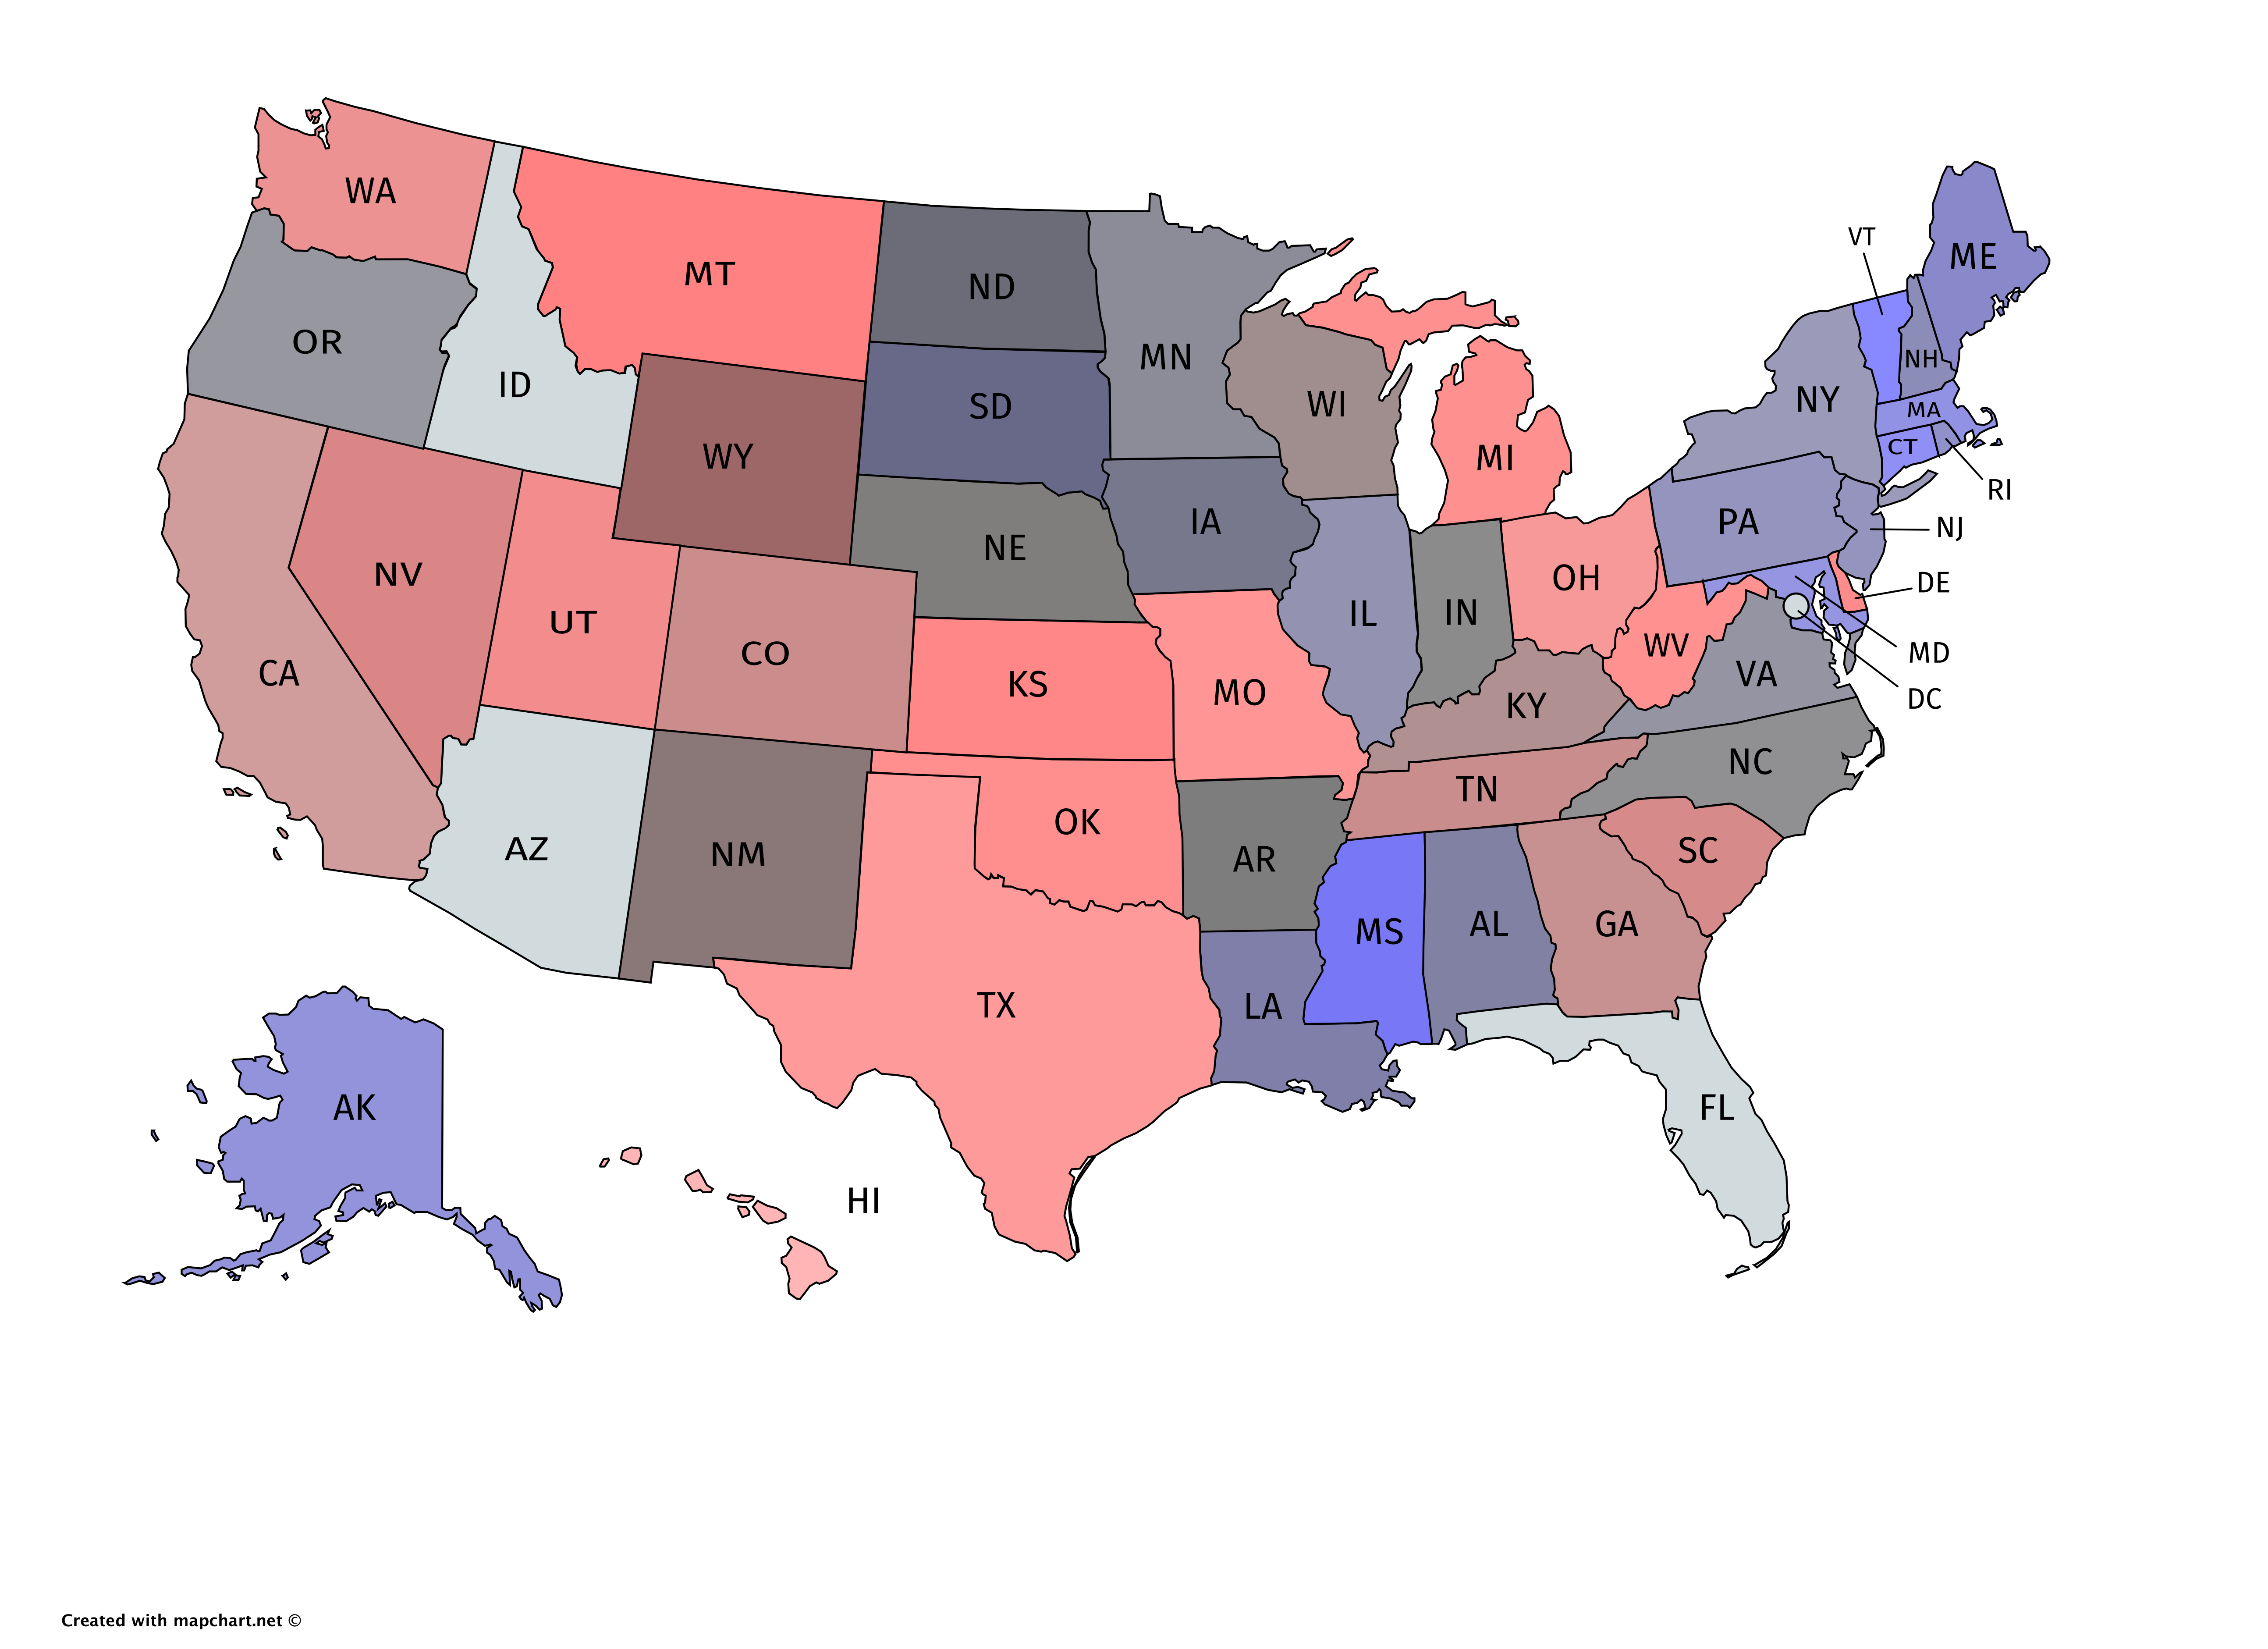 WA
MT
ND
VT
ME
OR
ID
MN
NH
SD
WI
NY
MA
WY
CT
MI
RI
IA
PA
NJ
NE
NV
OH
DE
UT
IL
IN
CO
WV
MD
CA
KS
MO
VA
DC
KY
NC
TN
OK
AZ
NM
AR
SC
MS
AL
GA
TX
LA
AK
FL
HI
Created with mapchart.net ©